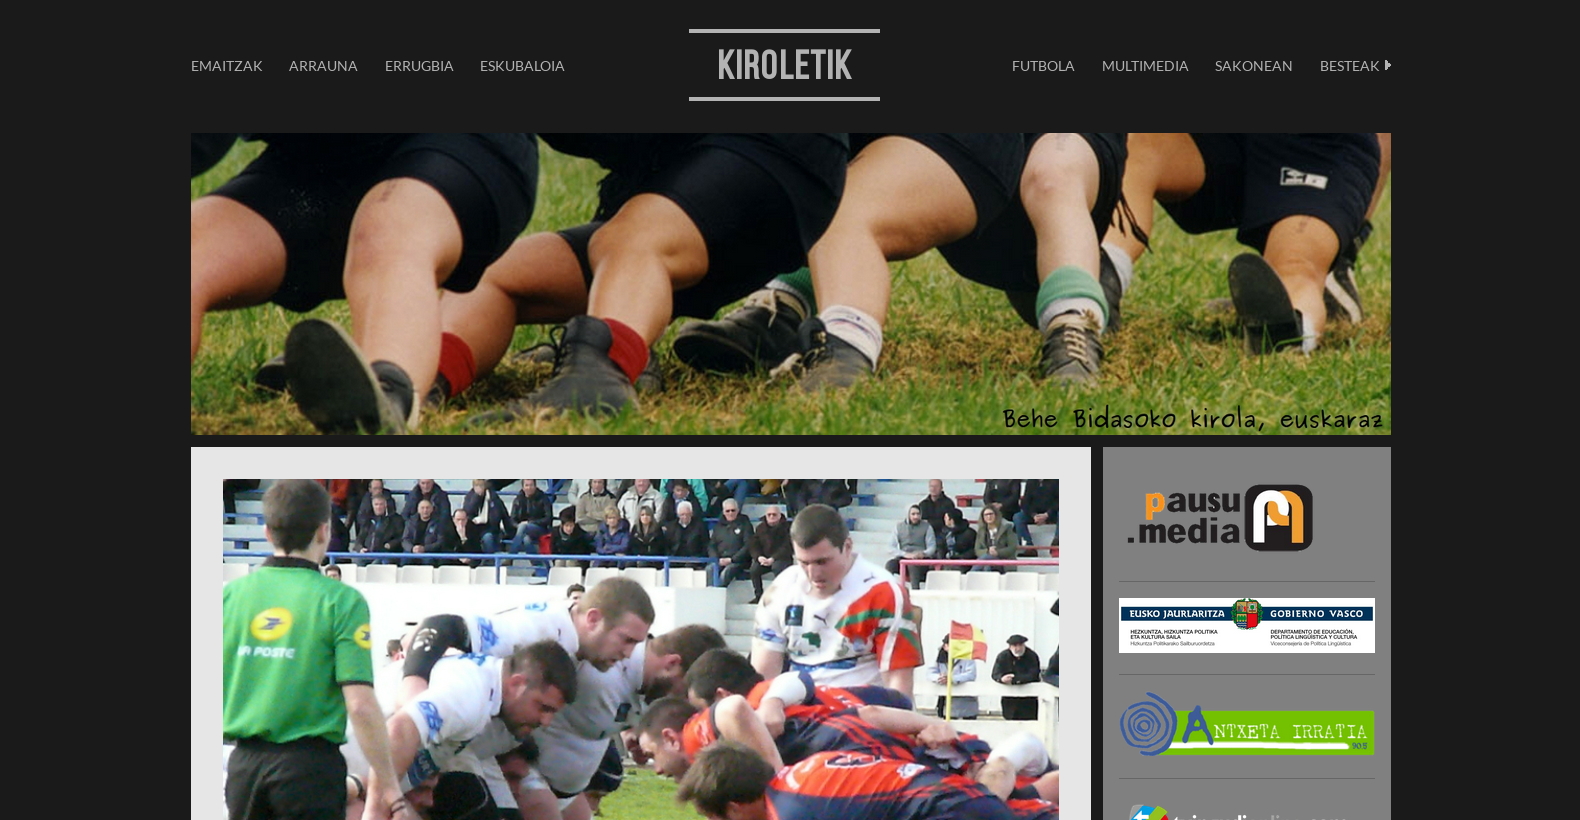 EMAITZAK ARRAUNA ERRUGBIA ESKUBALOIA
KIROLETIK
FUTBOLA MULTIMEDIA SAKONEAN BESTEAK
Behe Bidasoko kirola, euskaraz
LA POSTE
pausu
.media
EUSKO JAURLARITZA GOBIERNO VASCO
HEZKUNTZA, HIZKUNTZA POLITIKA
ETA KULTURA SAILA
Hizkuntza Politikarako Sailburuordetza
DEPARTAMENTO DE EDUCACIÓN,
POLÍTICA LINGÜÍSTICA Y CULTURA
Viceconsejería de Política Lingüística
ANTXETA IRRATIA
90.5